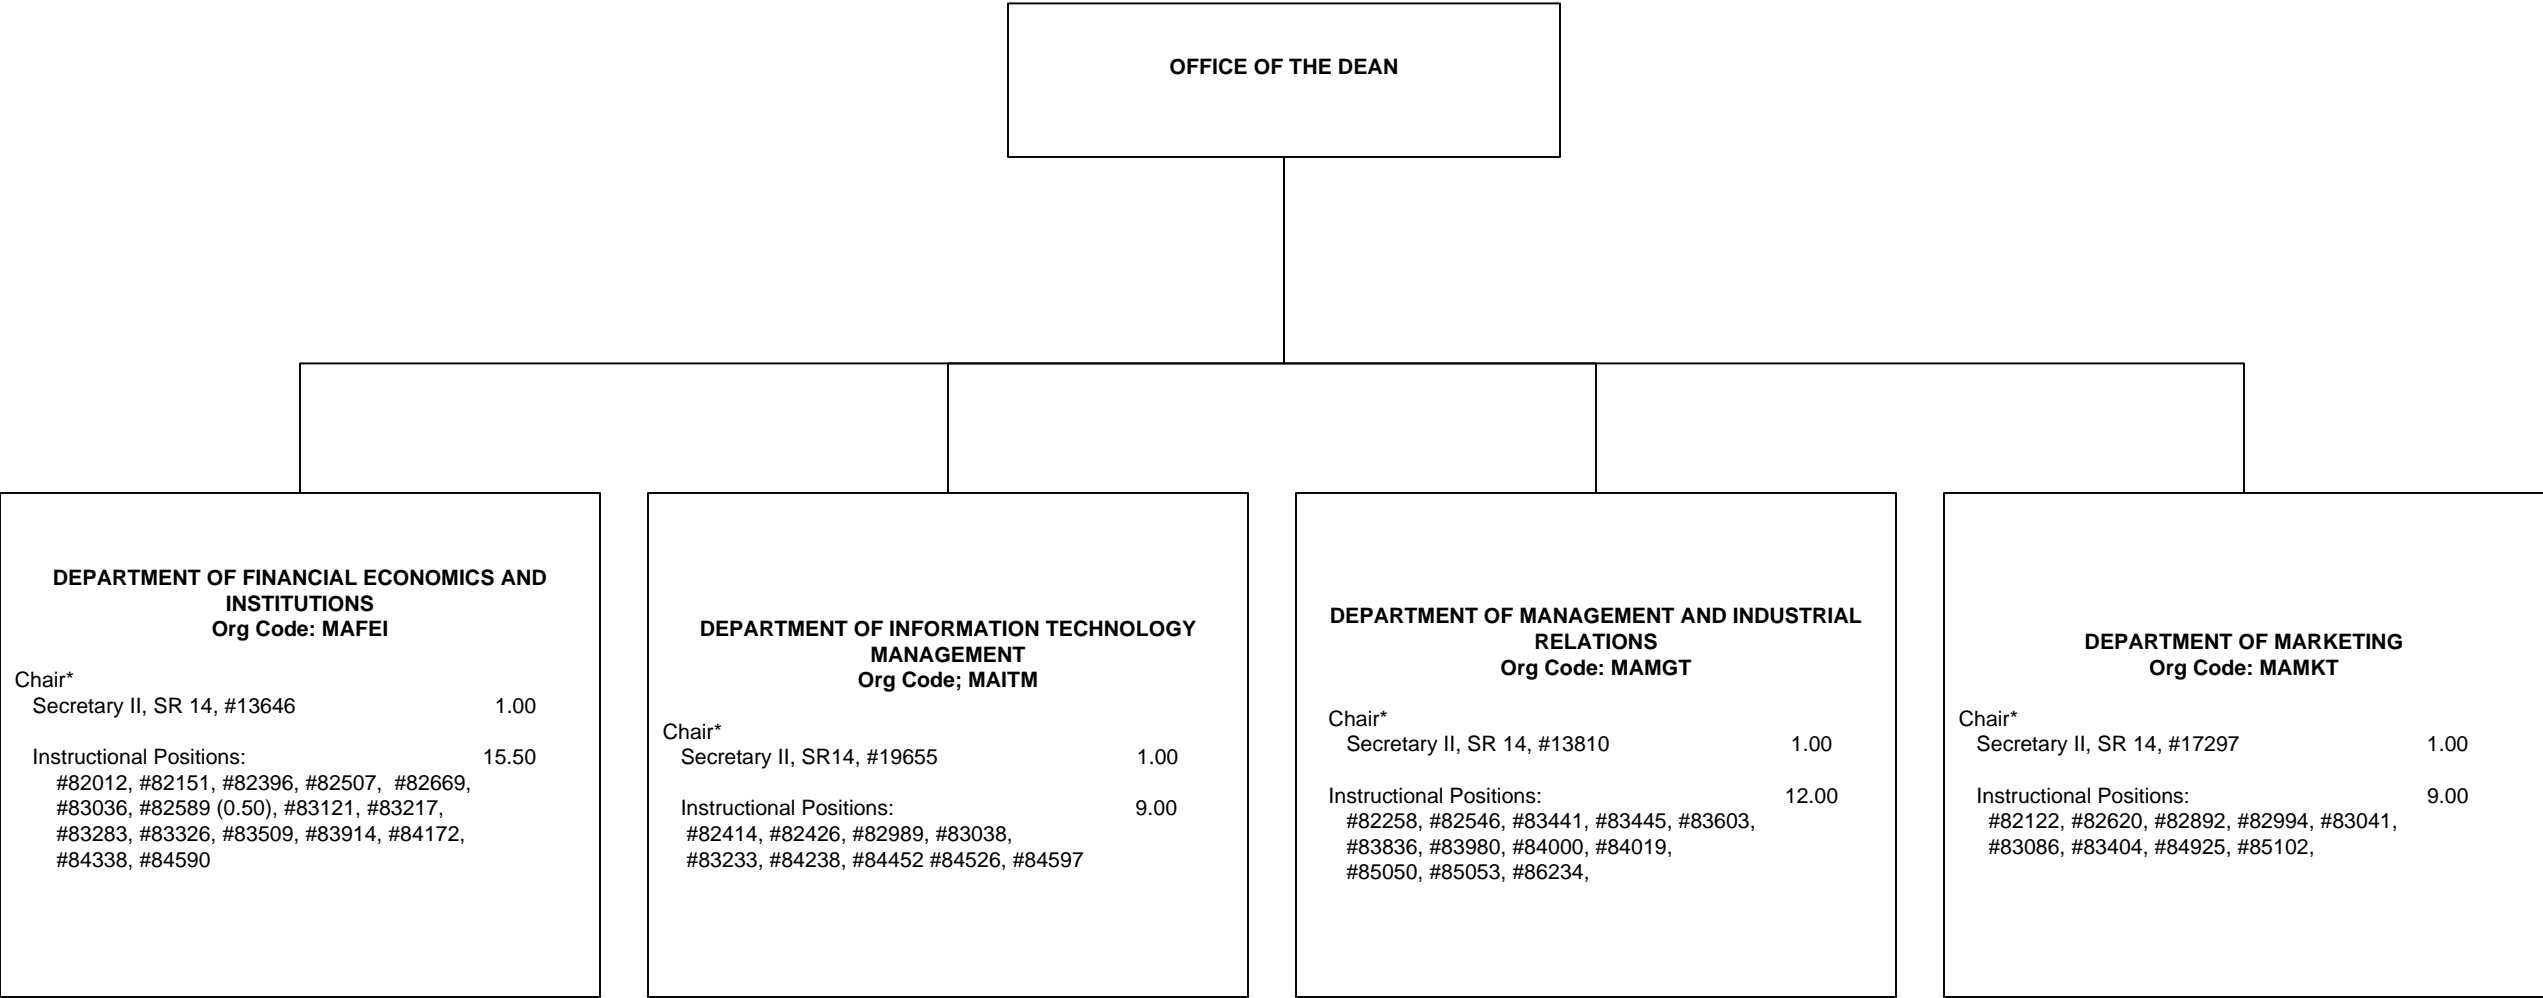 OFFICE OF THE DEAN
DEPARTMENT OF FINANCIAL ECONOMICS AND
INSTITUTIONS
Org Code: MAFEI
Chair*
Secretary II, SR 14, #13646 1.00
Instructional Positions: 15.50
#82012, #82151, #82396, #82507, #82669,
#83036, #82589 (0.50), #83121, #83217,
#83283, #83326, #83509, #83914, #84172,
#84338, #84590
DEPARTMENT OF INFORMATION TECHNOLOGY
MANAGEMENT
Org Code; MAITM
Chair*
Secretary II, SR14, #19655 1.00
Instructional Positions: 9.00
#82414, #82426, #82989, #83038,
#83233, #84238, #84452 #84526, #84597
DEPARTMENT OF MANAGEMENT AND INDUSTRIAL
RELATIONS
Org Code: MAMGT
Chair*
Secretary II, SR 14, #13810 1.00
Instructional Positions: 12.00
#82258, #82546, #83441, #83445, #83603,
#83836, #83980, #84000, #84019,
#85050, #85053, #86234,
DEPARTMENT OF MARKETING
Org Code: MAMKT
Chair*
Secretary II, SR 14, #17297 1.00
Instructional Positions: 9.00
#82122, #82620, #82892, #82994, #83041,
#83086, #83404, #84925, #85102,